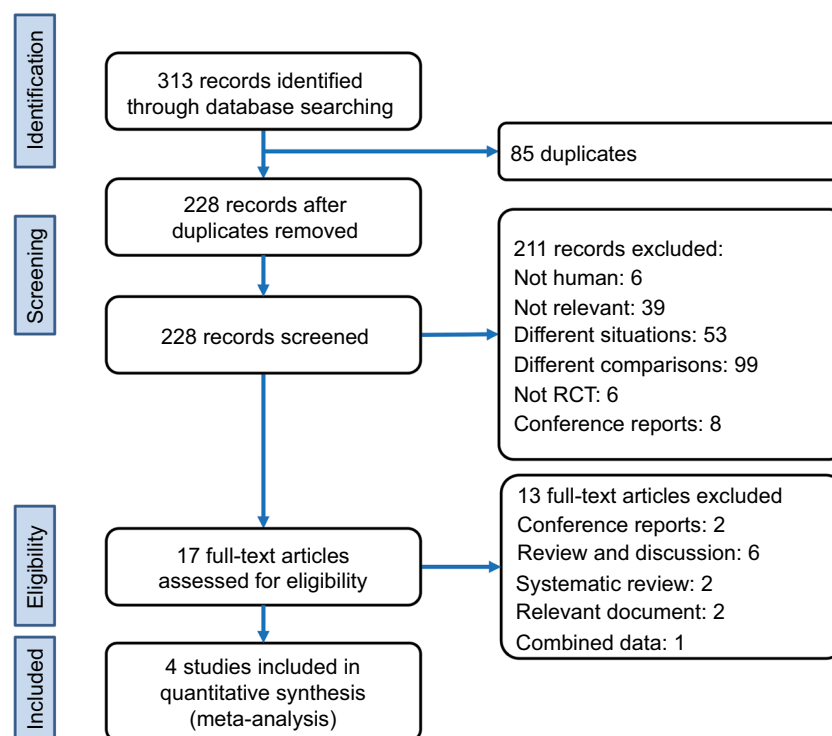 Identification
313 records identified
through database searching
85 duplicates
228 records after
duplicates removed
Screening
228 records screened
211 records excluded:
Not human: 6
Not relevant: 39
Different situations: 53
Different comparisons: 99
Not RCT: 6
Conference reports: 8
Eligibility
17 full-text articles
assessed for eligibility
13 full-text articles excluded
Conference reports: 2
Review and discussion: 6
Systematic review: 2
Relevant document: 2
Combined data: 1
Included
4 studies included in
quantitative synthesis
(meta-analysis)